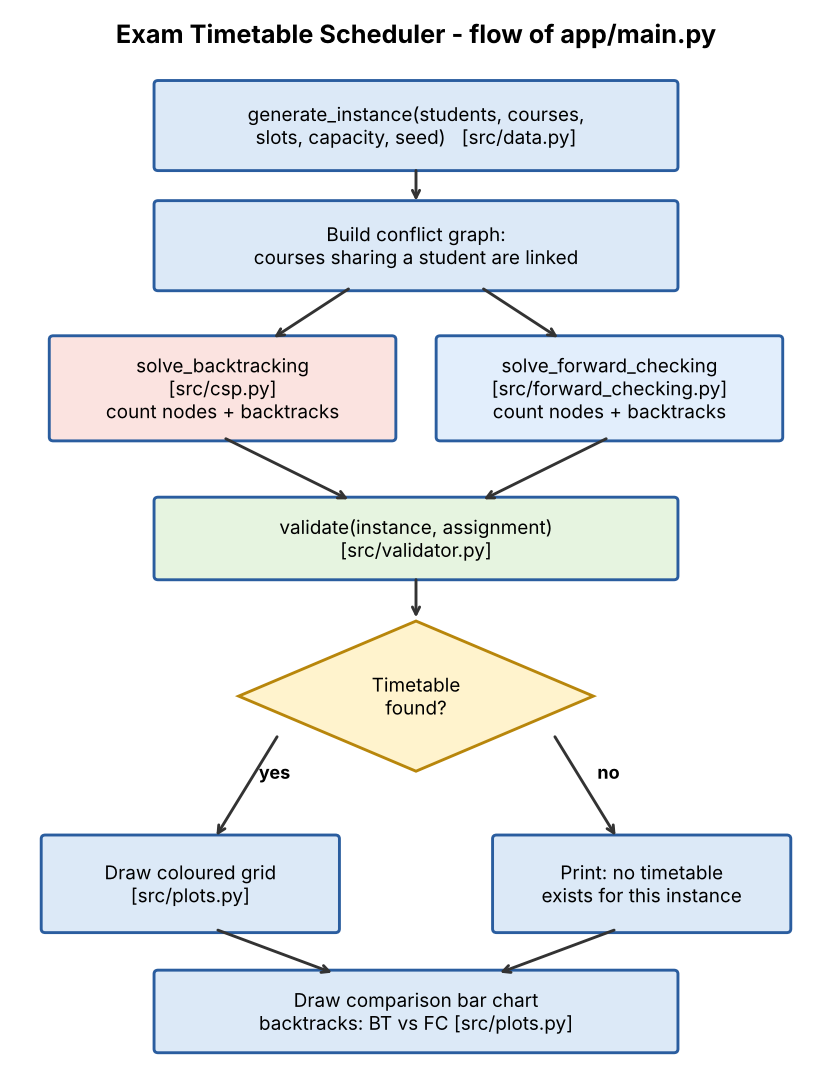 Exam Timetable Scheduler - flow of app/main.py
generate_instance(students, courses,
slots, capacity, seed)   [src/data.py]
Build conflict graph:
courses sharing a student are linked
solve_backtracking
[src/csp.py]
count nodes + backtracks
solve_forward_checking
[src/forward_checking.py]
count nodes + backtracks
validate(instance, assignment)
[src/validator.py]
Timetable
found?
yes
no
Draw coloured grid
[src/plots.py]
Print: no timetable
exists for this instance
Draw comparison bar chart
backtracks: BT vs FC [src/plots.py]